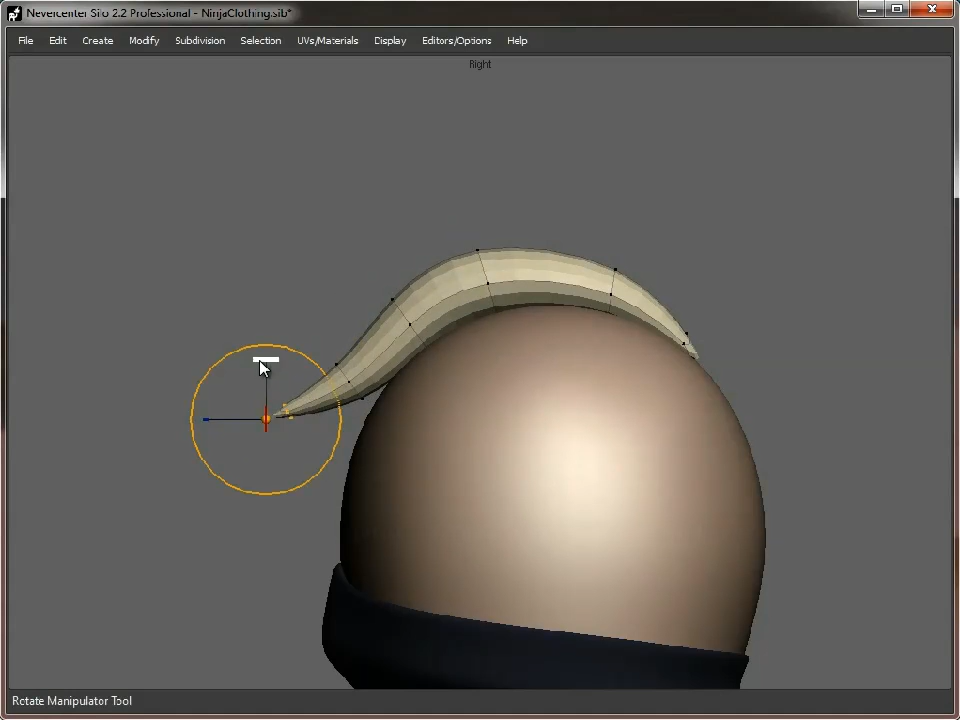 Nevercenter Silo 2.2 Professional - NinjaClothing.sib*
File Edit Create Modify Subdivision Selection UVs/Materials Display Editors/Options Help
Right
Rotate Manipulator Tool